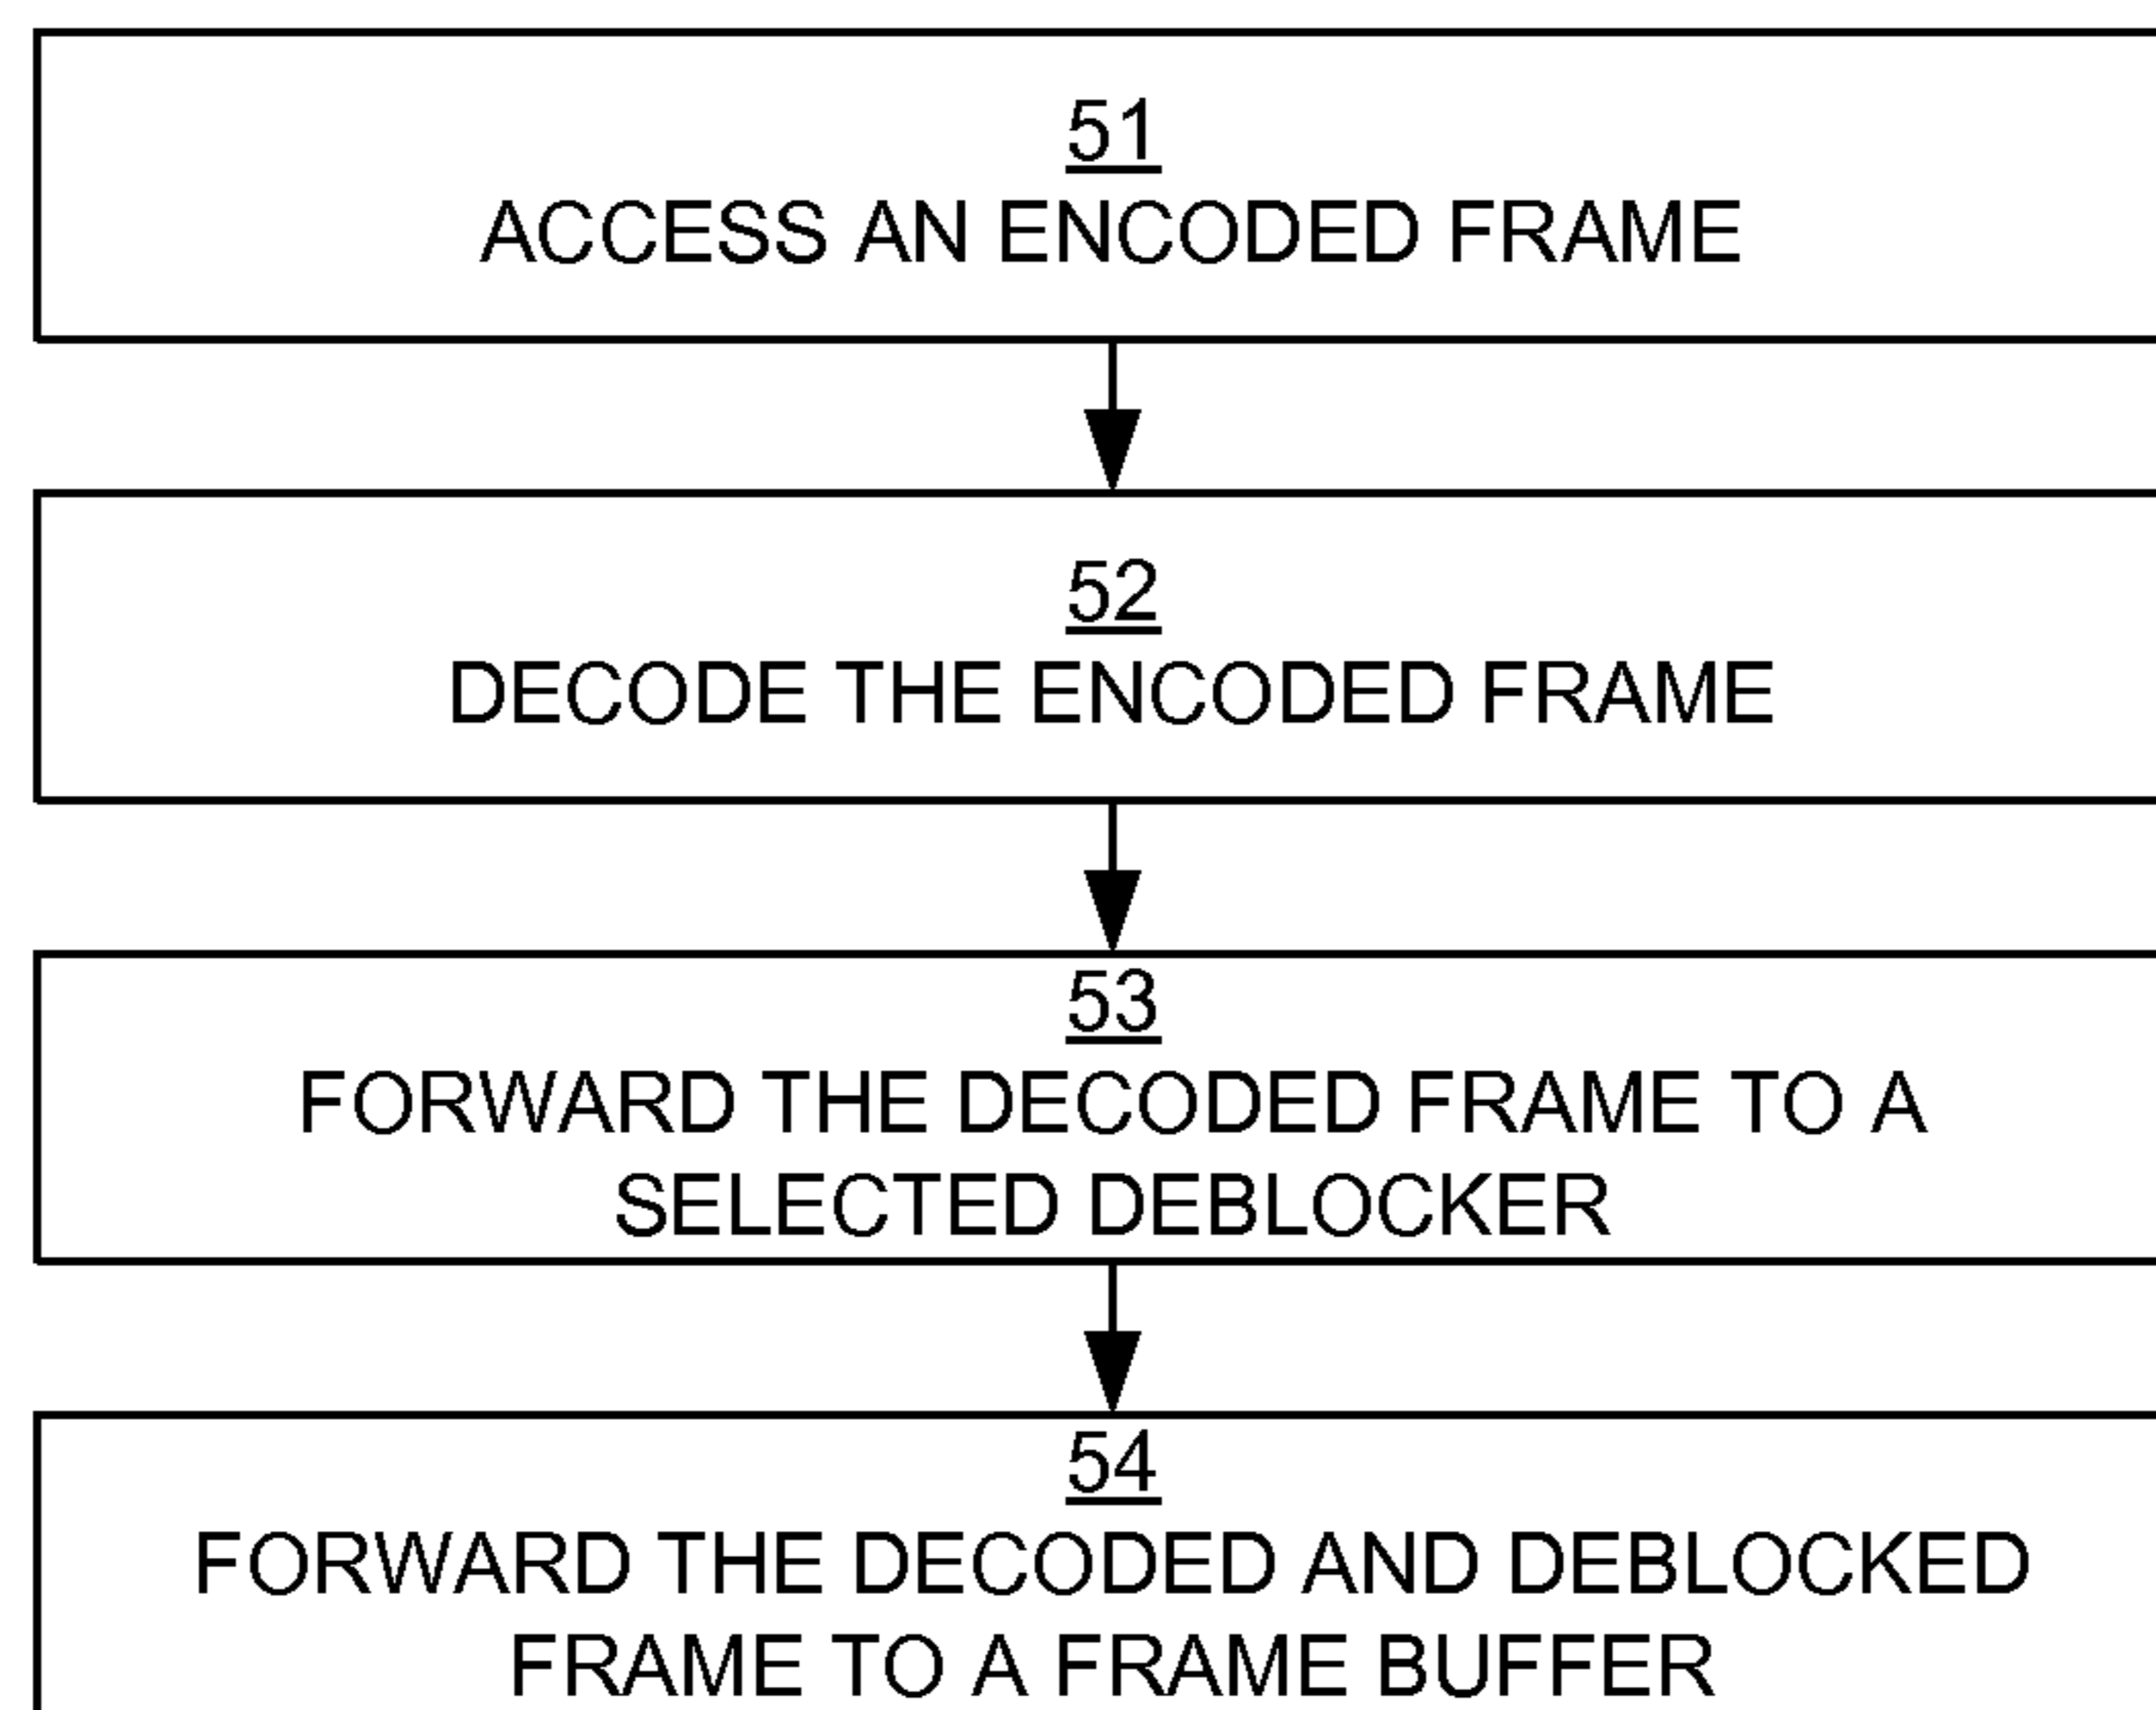 51
ACCESS AN ENCODED FRAME
52
DECODE THE ENCODED FRAME
53
FORWARD THE DECODED FRAME TO A
SELECTED DEBLOCKER
54
FORWARD THE DECODED AND DEBLOCKED
FRAME TO A FRAME BUFFER